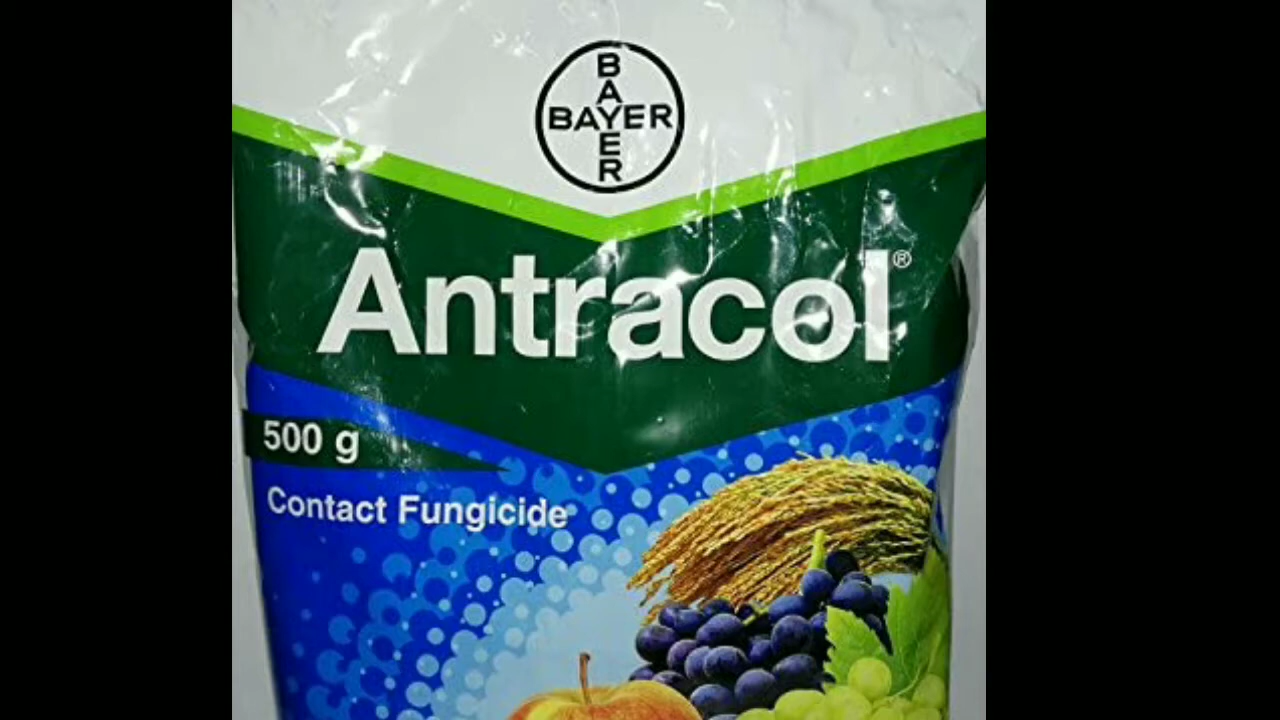 BAYER
BAYER
Antracol®
500 g
Contact Fungicide